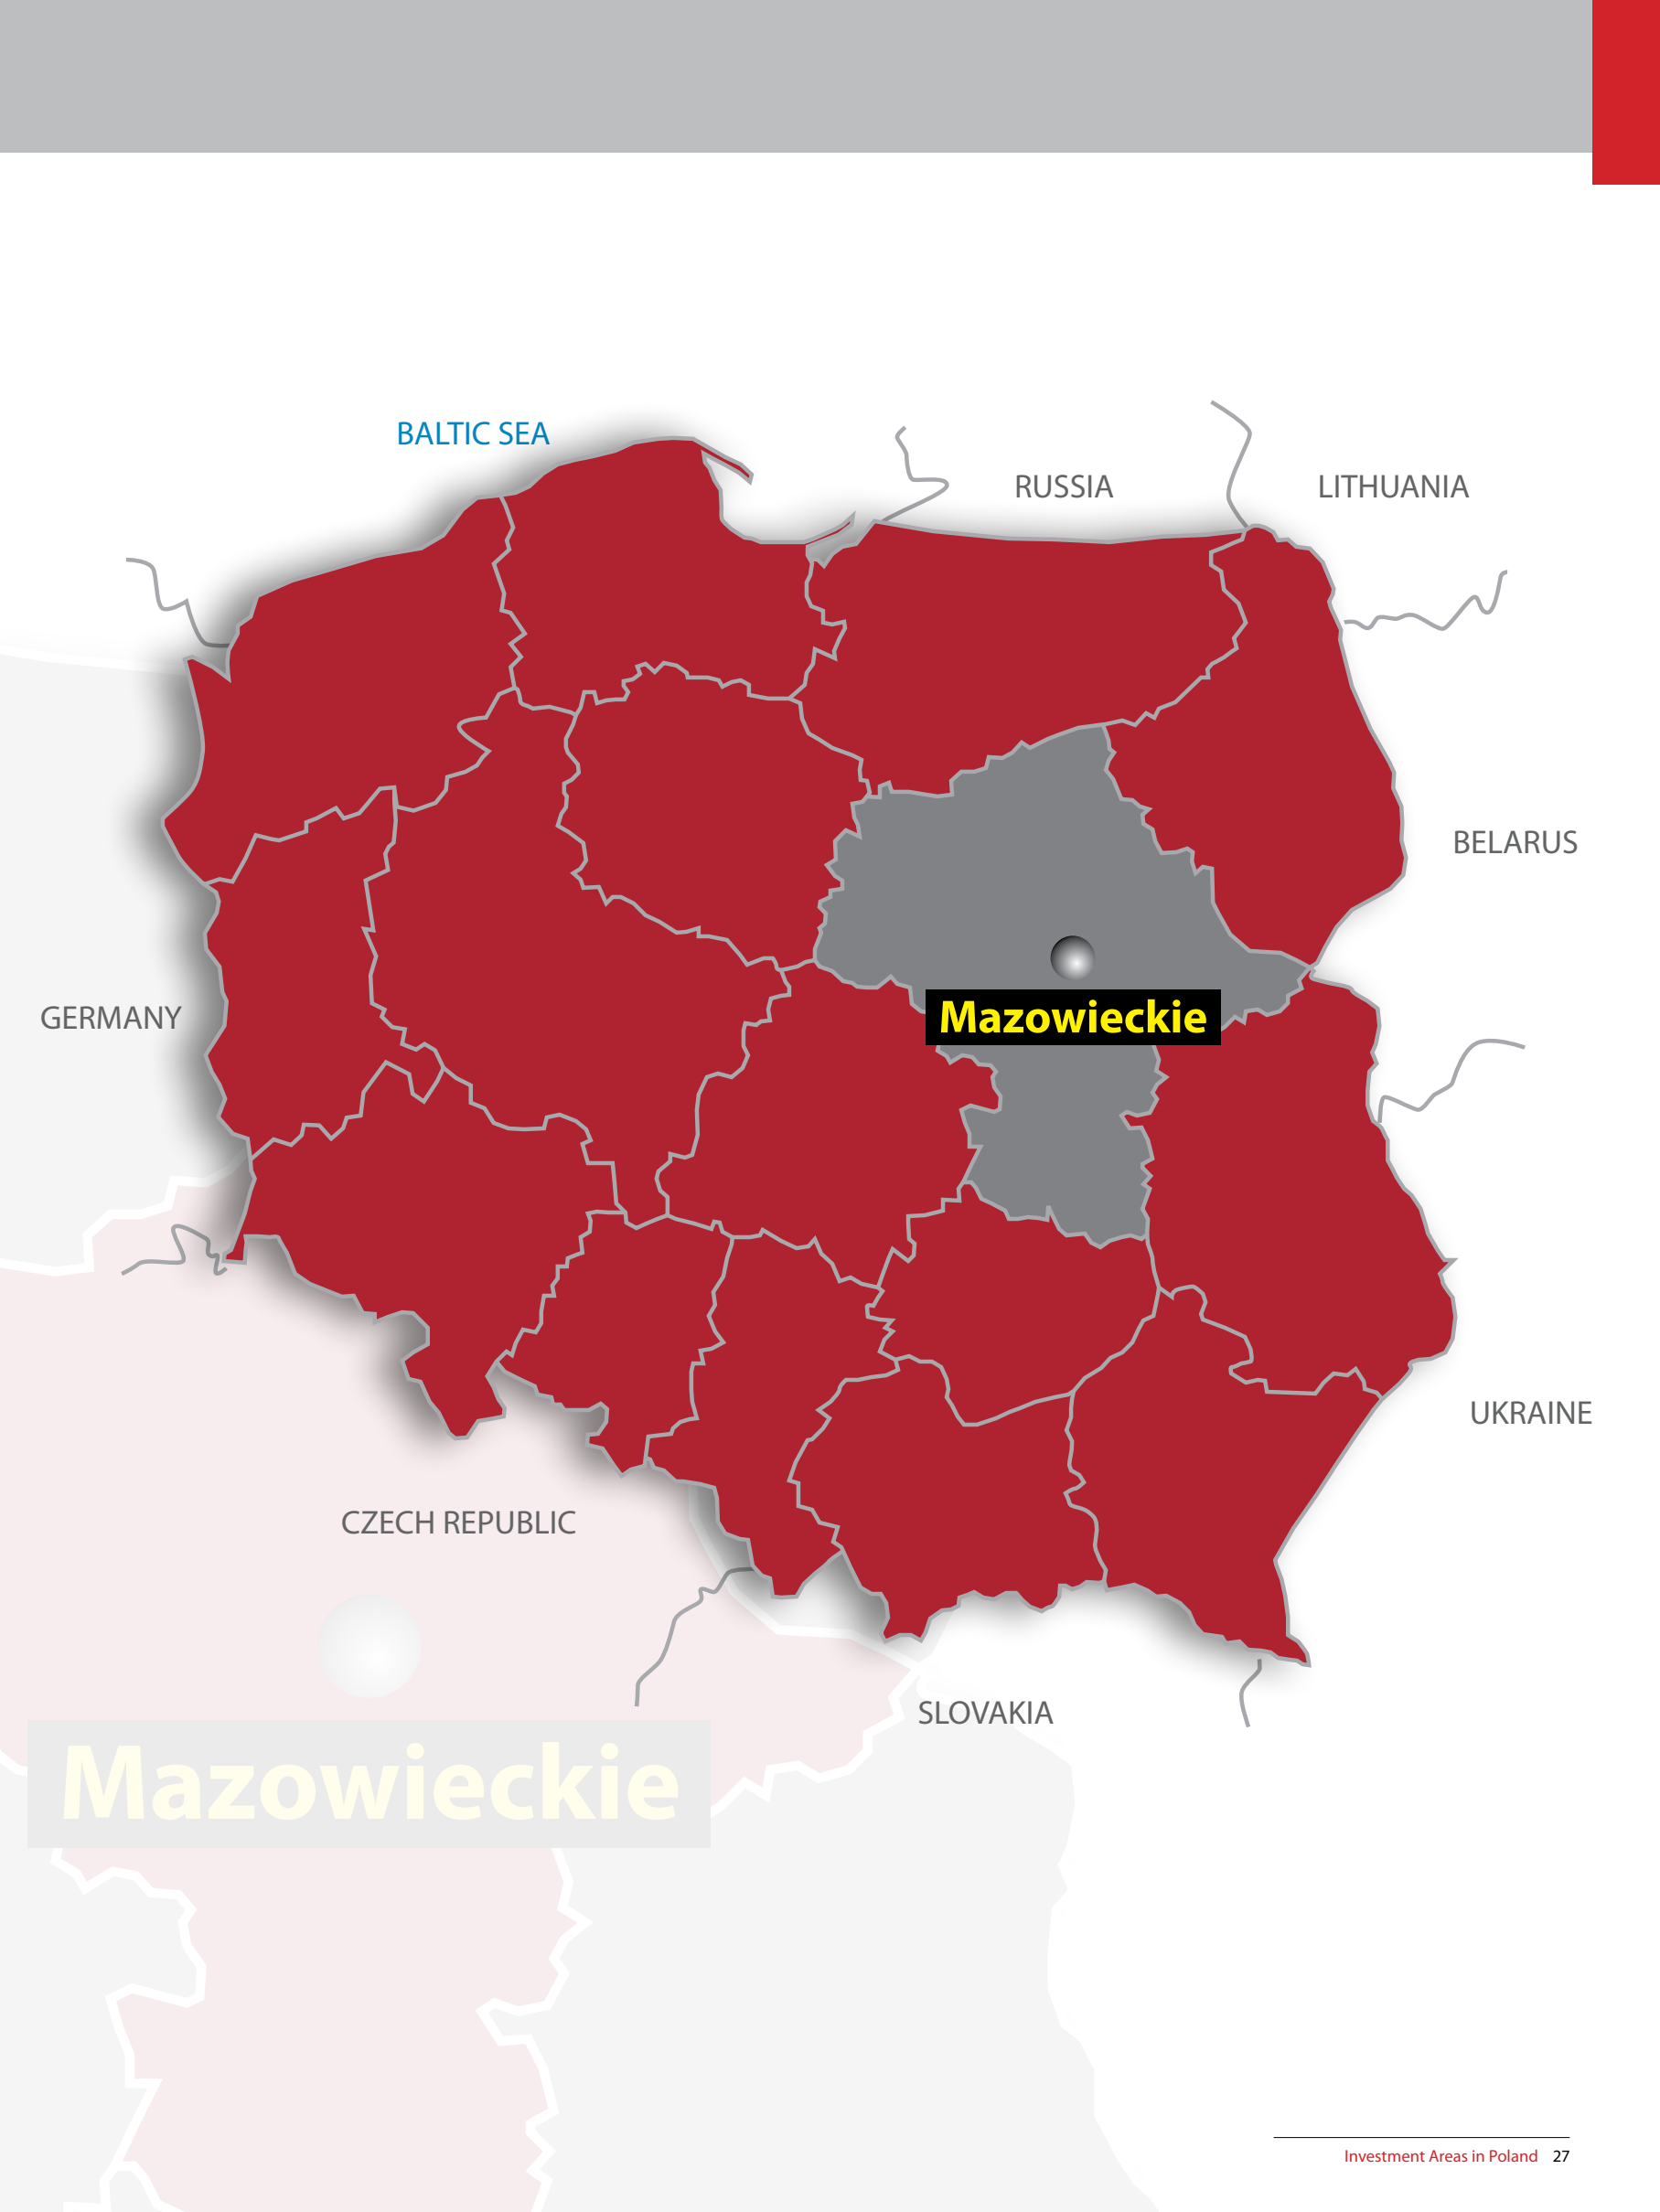 BALTIC SEA
RUSSIA
LITHUANIA
BELARUS
GERMANY
Mazowieckie
UKRAINE
CZECH REPUBLIC
SLOVAKIA
Mazowieckie
Investment Areas in Poland 27